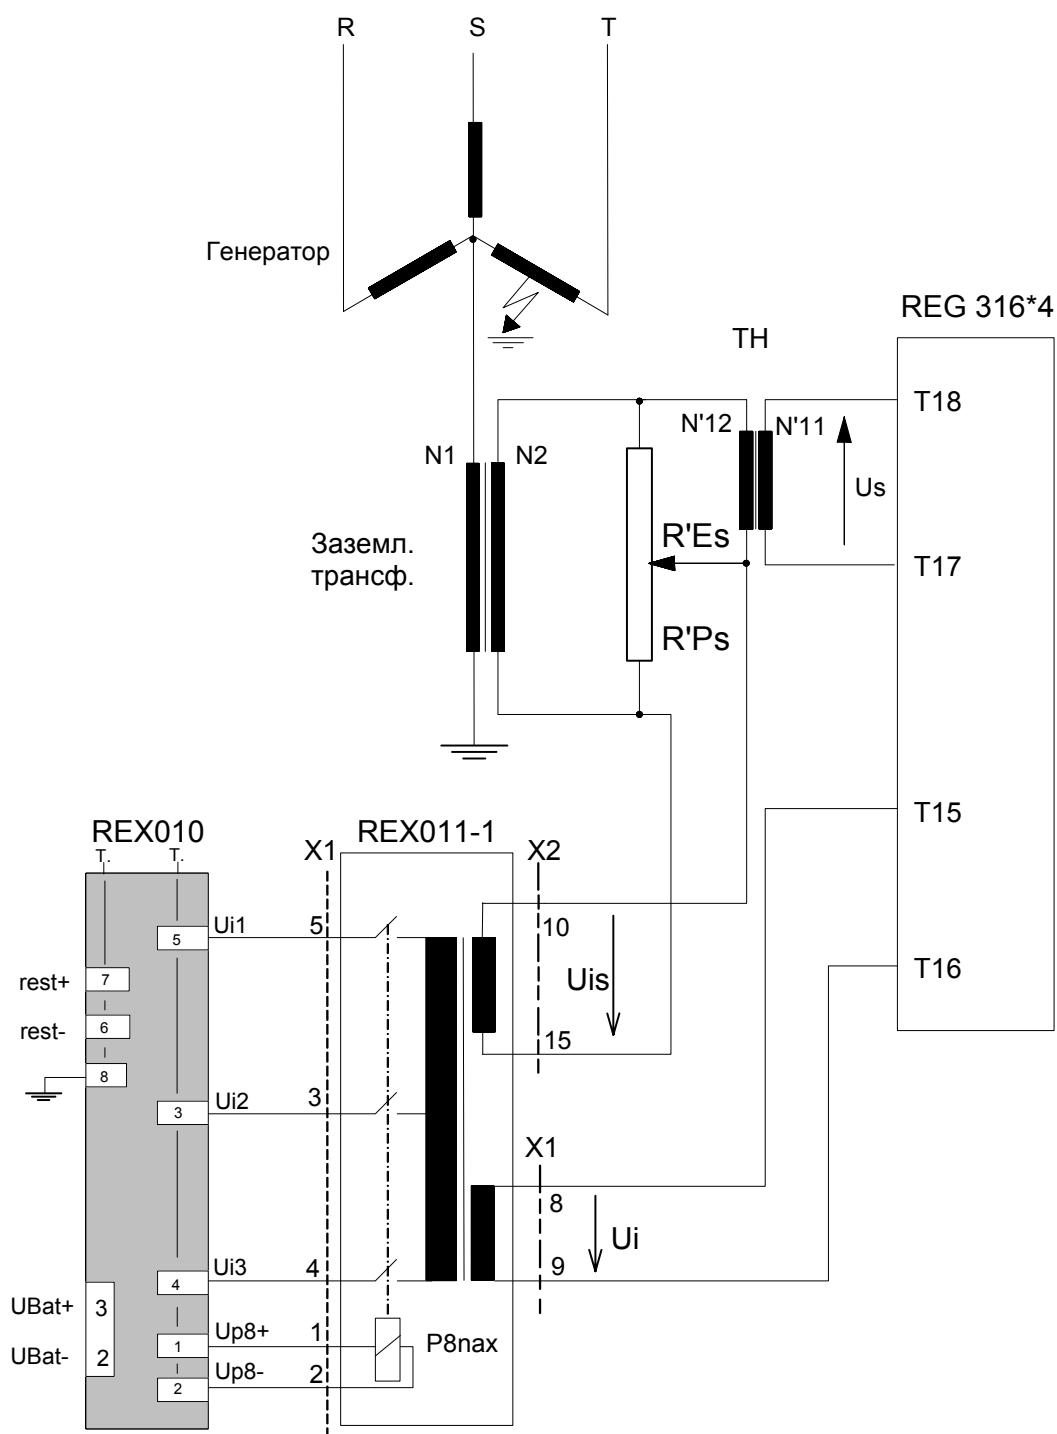 R S T
Генератор
REG 316*4
ТН
T18
N'12 N'11
N1 N2
Us
R'Es
Заземл.
трансф.
T17
R'Ps
T15
REX010 REX011-1
T. T.
X1 X2
5 Ui1 5 10
T16
rest+ 7
Uis
rest- 6
15
8
3 Ui2 3
X1
8
Ui
4 Ui3 4 9
UBat+ 3
1 Up8+ 1 P8nax
UBat- 2
2 Up8- 2